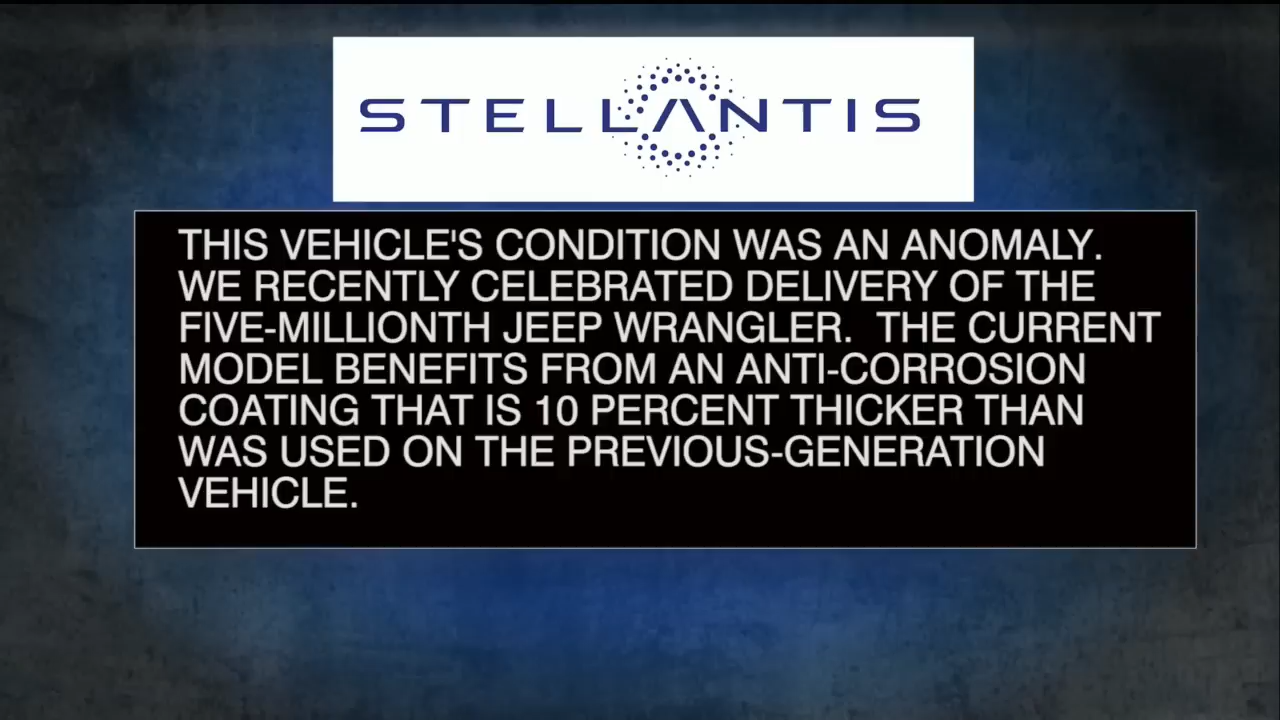 STELLANTIS
THIS VEHICLE'S CONDITION WAS AN ANOMALY.
WE RECENTLY CELEBRATED DELIVERY OF THE
FIVE-MILLIONTH JEEP WRANGLER.  THE CURRENT
MODEL BENEFITS FROM AN ANTI-CORROSION
COATING THAT IS 10 PERCENT THICKER THAN
WAS USED ON THE PREVIOUS-GENERATION
VEHICLE.